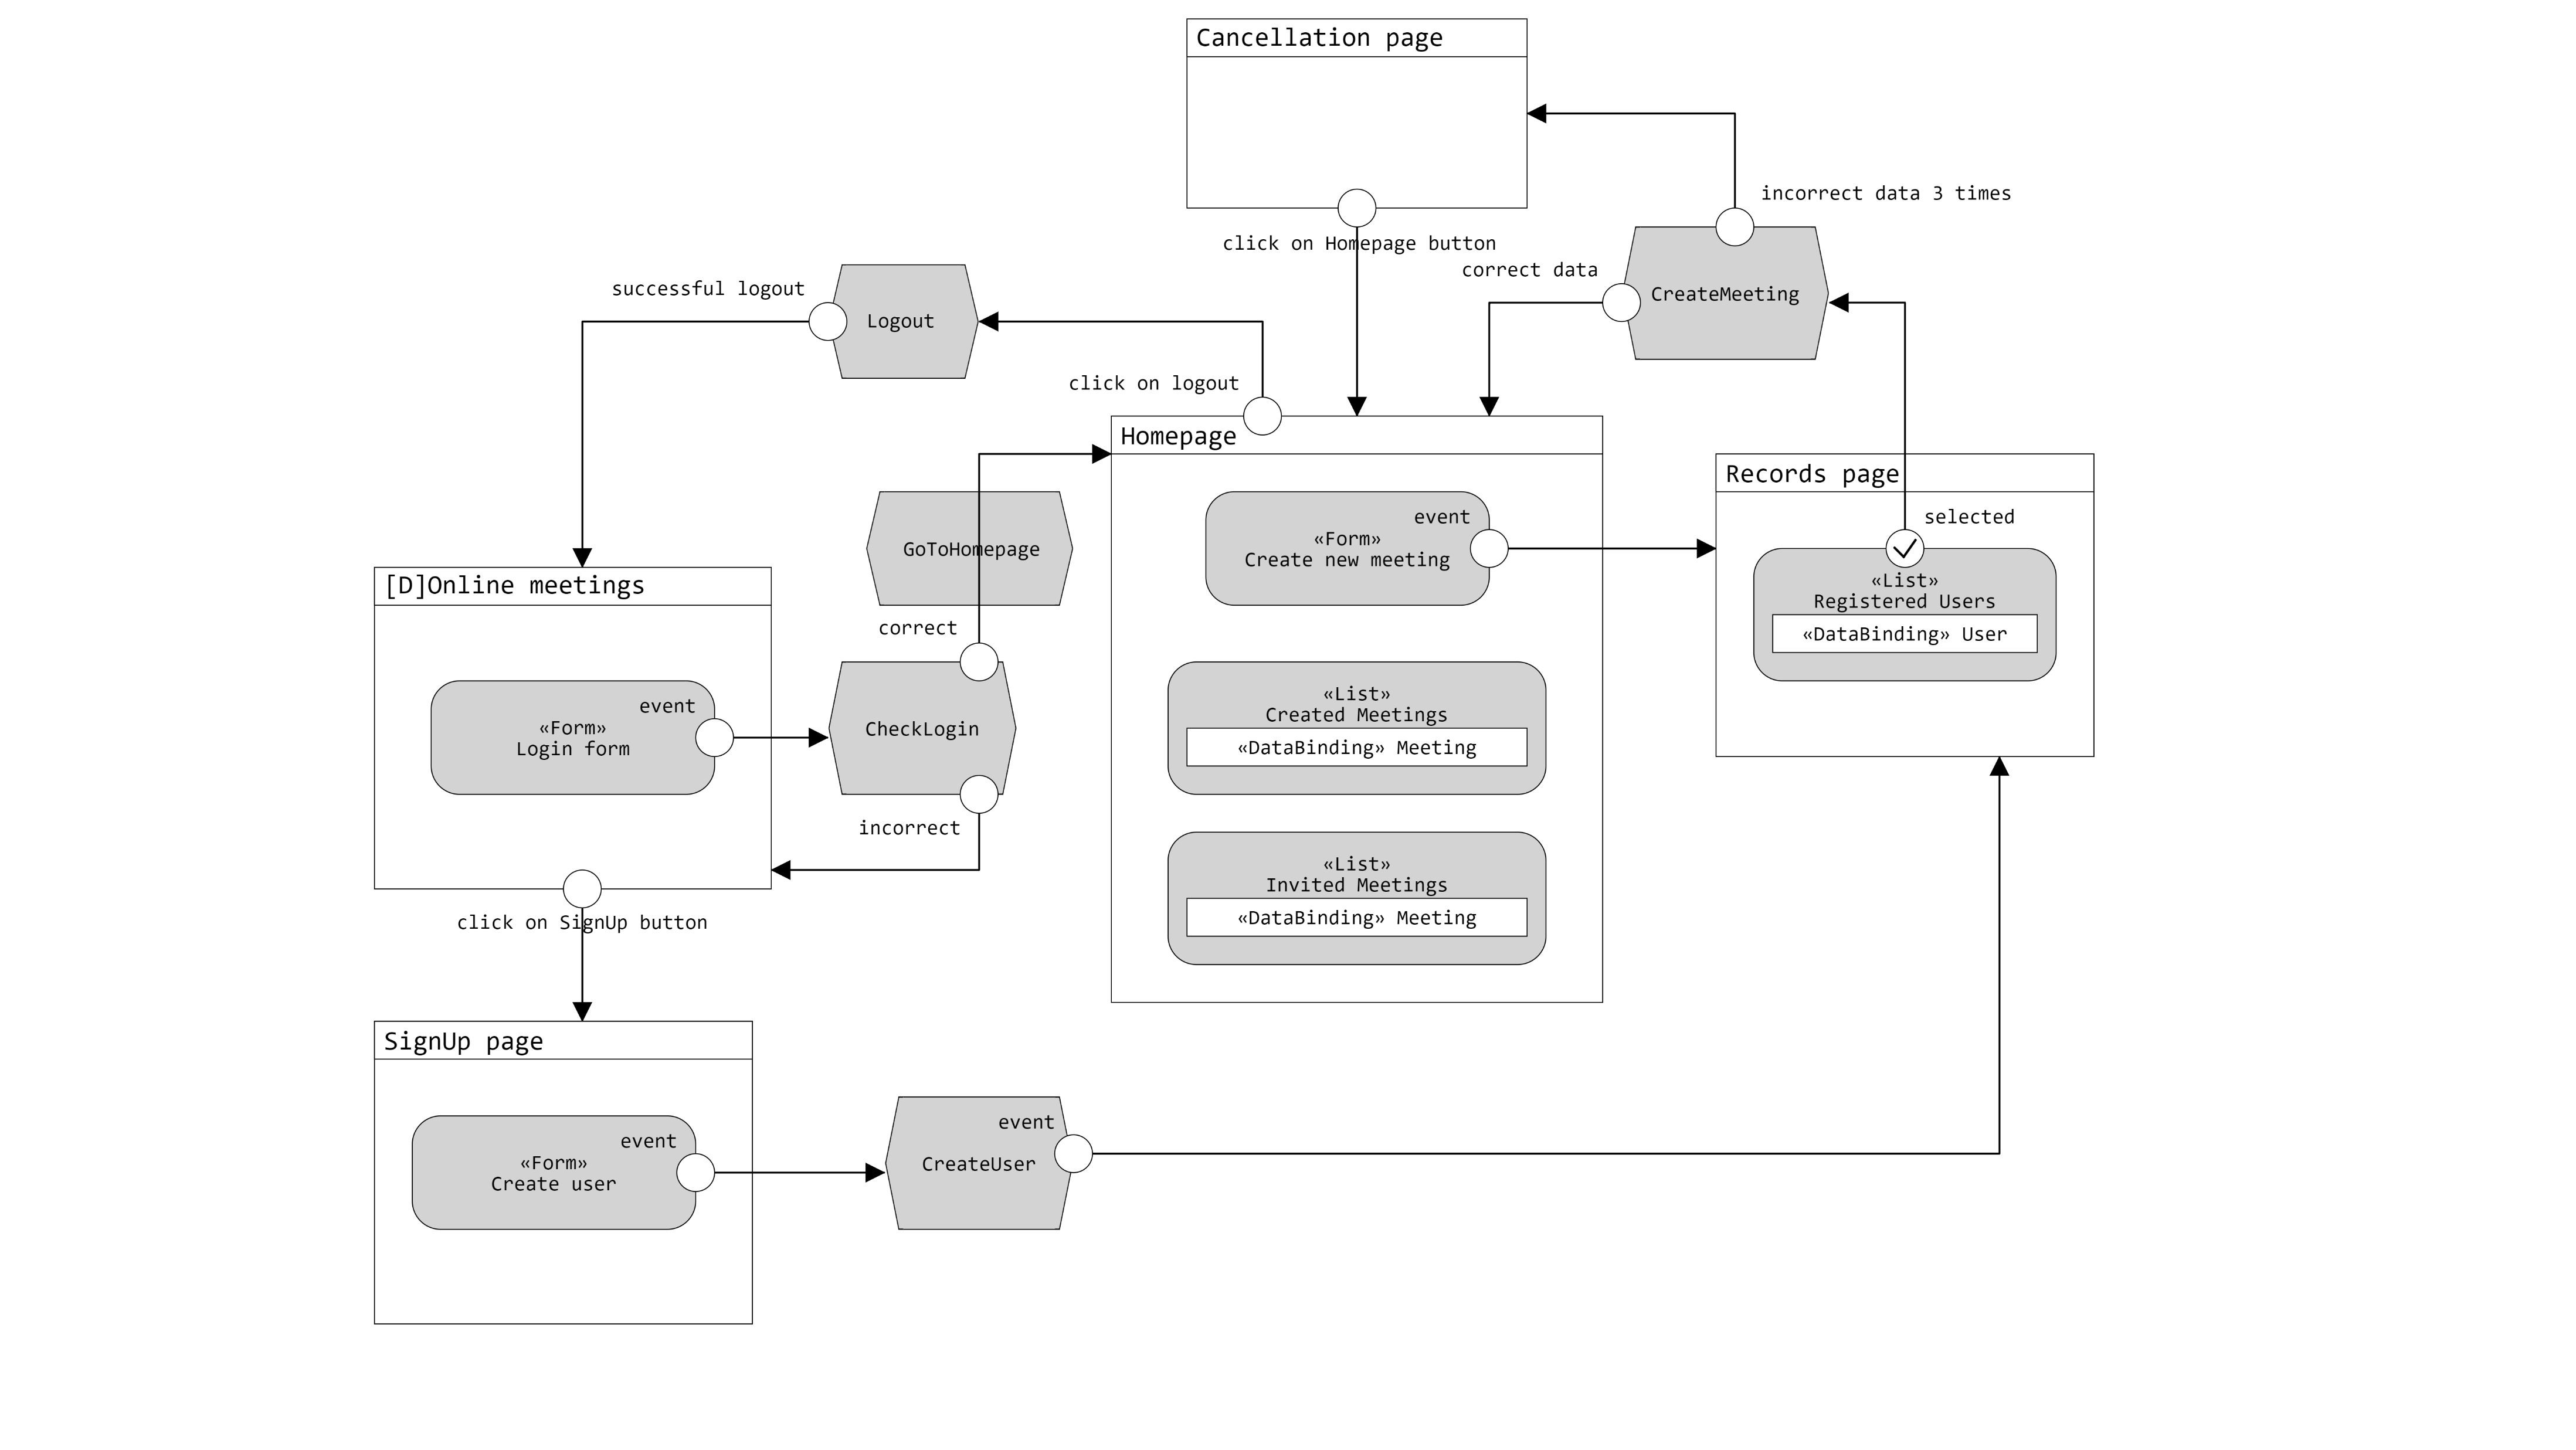 Cancellation page
incorrect data 3 times
click on Homepage button
correct data
CreateMeeting
successful logout
Logout
click on logout
Homepage
Records page
event
«Form»
Create new meeting
selected
GoToHomepage
[D]Online meetings
«List»
Registered Users
«DataBinding» User
correct
event
«Form»
Login form
CheckLogin
«List»
Created Meetings
«DataBinding» Meeting
incorrect
«List»
Invited Meetings
«DataBinding» Meeting
click on SignUp button
SignUp page
event
«Form»
Create user
event
CreateUser